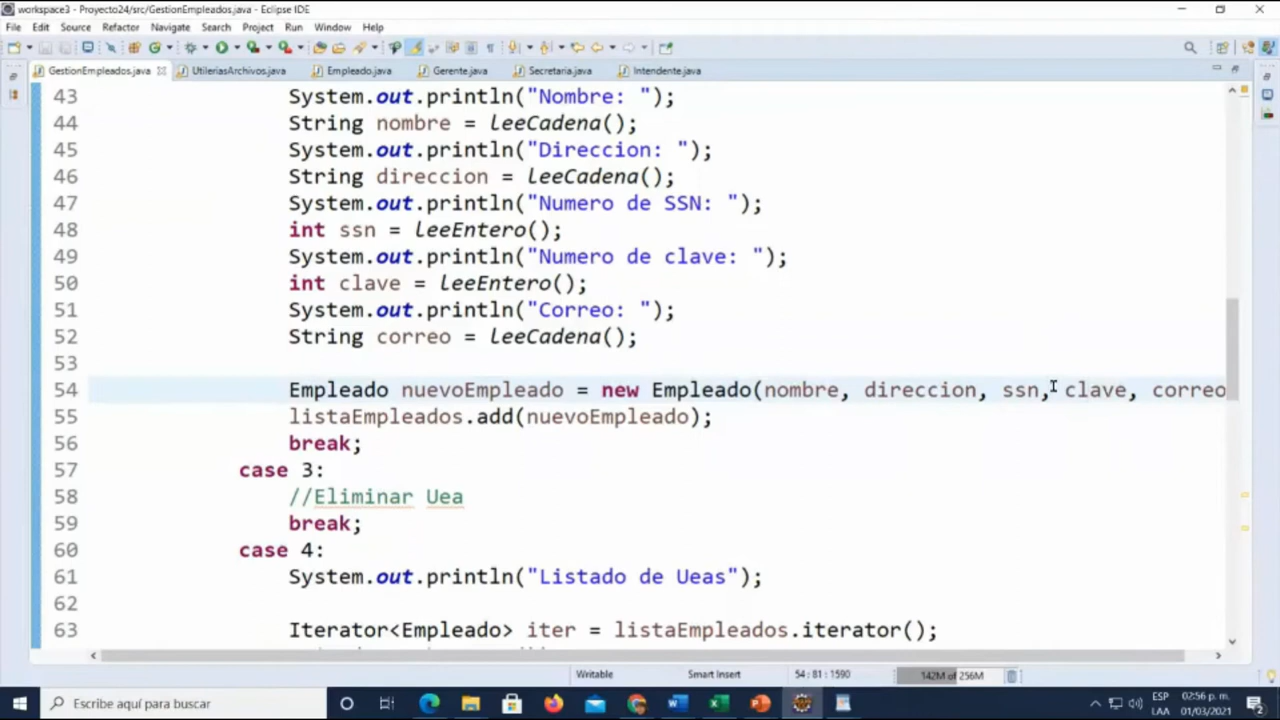 workspace3 - Proyecto24/src/GestionEmpleados.java - Eclipse IDE
File Edit Source Refactor Navigate Search Project Run Window Help
GestionEmpleados.java UtileriasArchivos.java Empleado.java Gerente.java Secretaria.java Intendente.java
43 System.out.println("Nombre: ");
44 String nombre = leeCadena();
45 System.out.println("Direccion: ");
46 String direccion = leeCadena();
47 System.out.println("Numero de SSN: ");
48 int ssn = leeEntero();
49 System.out.println("Numero de clave: ");
50 int clave = leeEntero();
51 System.out.println("Correo: ");
52 String correo = leeCadena();
53
54 Empleado nuevoEmpleado = new Empleado(nombre, direccion, ssn, clave, correo
55 listaEmpleados.add(nuevoEmpleado);
56 break;
57 case 3:
58 //Eliminar Uea
59 break;
60 case 4:
61 System.out.println("Listado de Ueas");
62
63 Iterator<Empleado> iter = listaEmpleados.iterator();
Writable Smart Insert 54 : 81 : 1590 142M of 256M
Escribe aquí para buscar
ESP 02:56 p. m.
LAA 01/03/2021
2